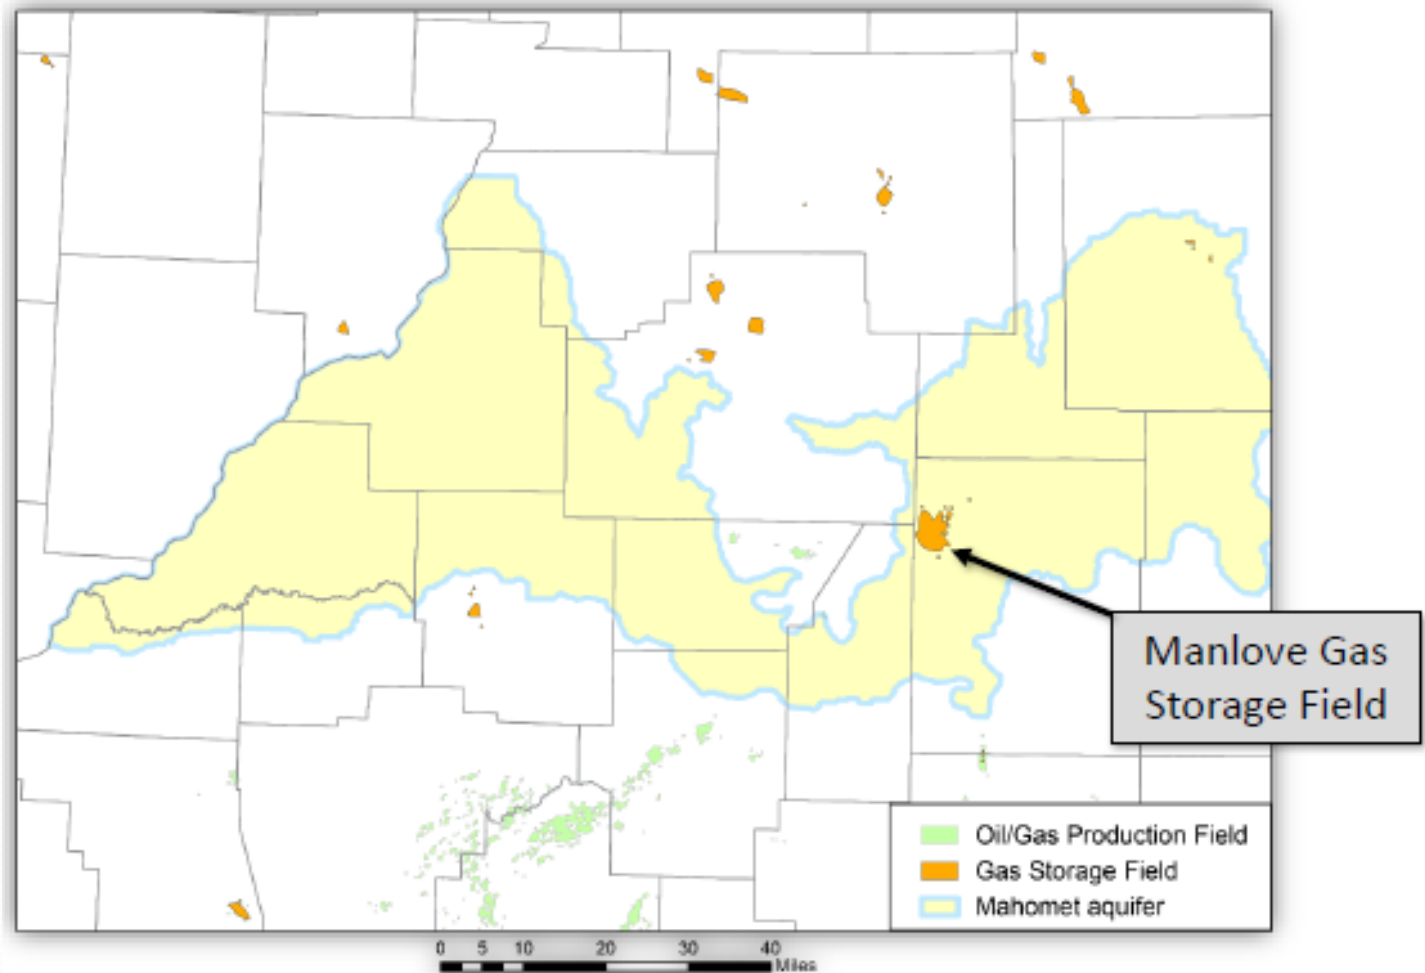 Manlove Gas
Storage Field
Oil/Gas Production Field
Gas Storage Field
Mahomet aquifer
0 5 10 20 30 40
Miles